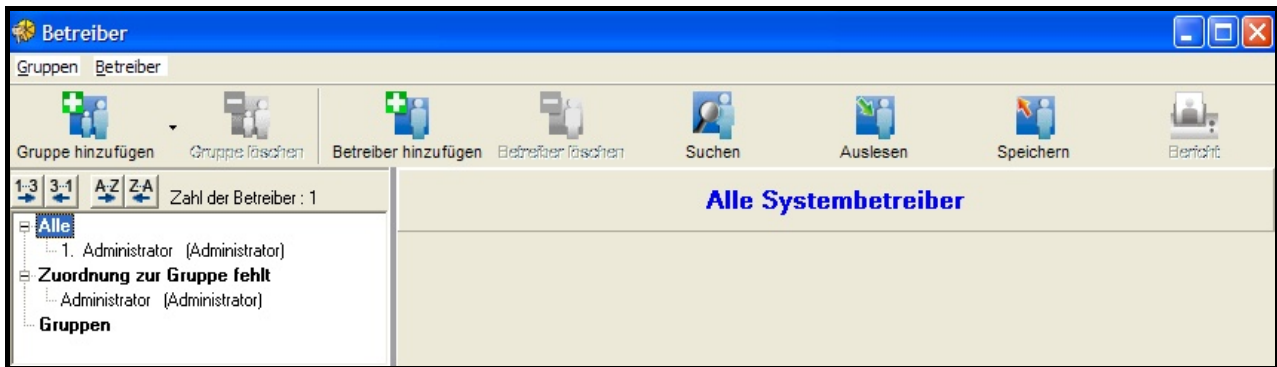 Betreiber
Gruppen Betreiber
Gruppe hinzufügen Gruppe löschen Betreiber hinzufügen Betreiber löschen Suchen Auslesen Speichern Bericht
1-3 3-1 A-Z Z-A Zahl der Betreiber : 1
Alle Systembetreiber
Alle
1. Administrator (Administrator)
Zuordnung zur Gruppe fehlt
Administrator (Administrator)
Gruppen